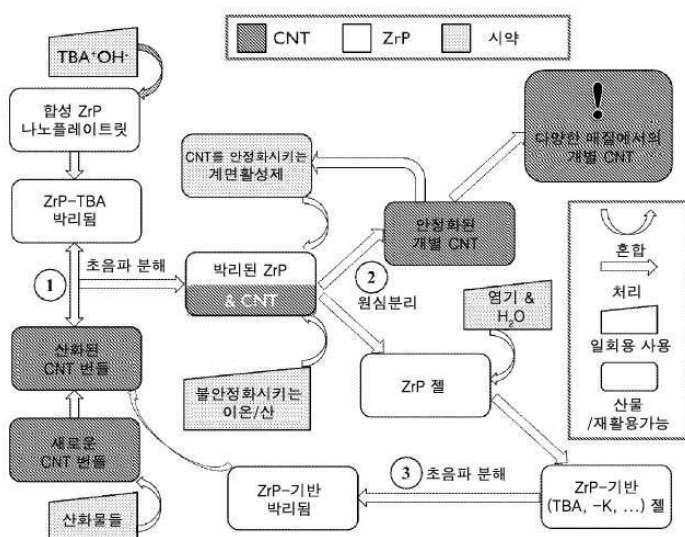 CNT
ZrP
시약
TBA⁺OH⁻
합성 ZrP
나노플레이트릿
ZrP-TBA
박리됨
CNT를 안정화시키는
계면활성제
!
다양한 매질에서의
개별 CNT
안정화된
개별 CNT
1
초음파 분해
박리된 ZrP
& CNT
2
원심분리
염기 &
H₂O
혼합
처리
일회용 사용
산물
/재활용가능
산화된
CNT 번들
불안정화시키는
이온/산
ZrP 젤
새로운
CNT 번들
산화물들
ZrP-기반
박리됨
3
초음파 분해
ZrP-기반
(TBA, -K, ...) 젤